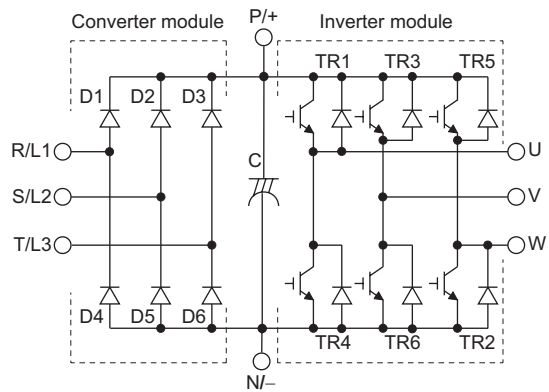 Converter module
P/+
Inverter module
D1
D2
D3
TR1
TR3
TR5
R/L1
S/L2
T/L3
C
U
V
W
D4
D5
D6
TR4
TR6
TR2
N/−